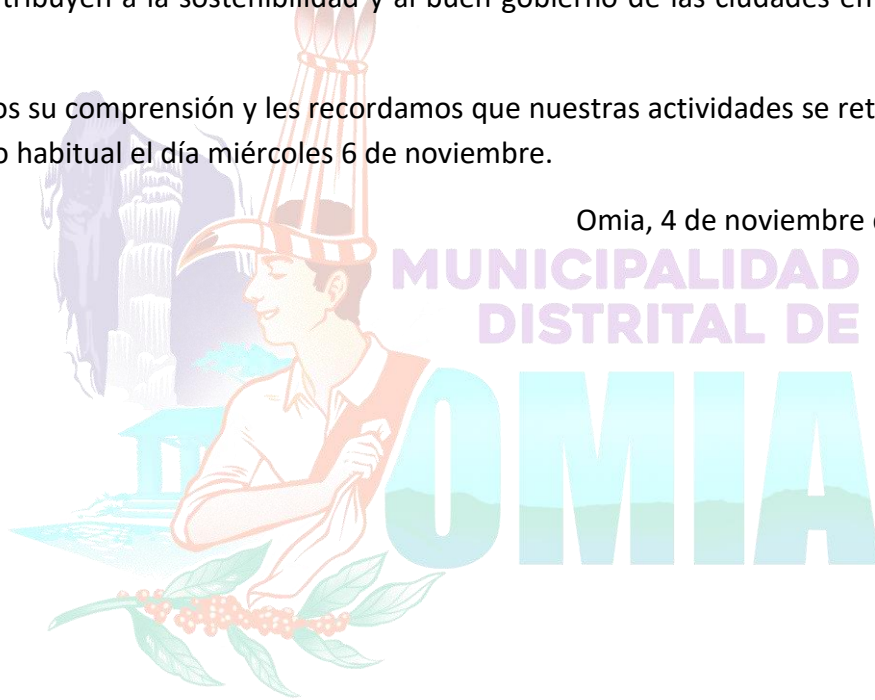 tribuyen a la sostenibilidad y al buen gobierno de las ciudades en
os su comprensión y les recordamos que nuestras actividades se ret
o habitual el día miércoles 6 de noviembre.
Omia, 4 de noviembre
MUNICIPALIDAD
DISTRITAL DE
OMIA